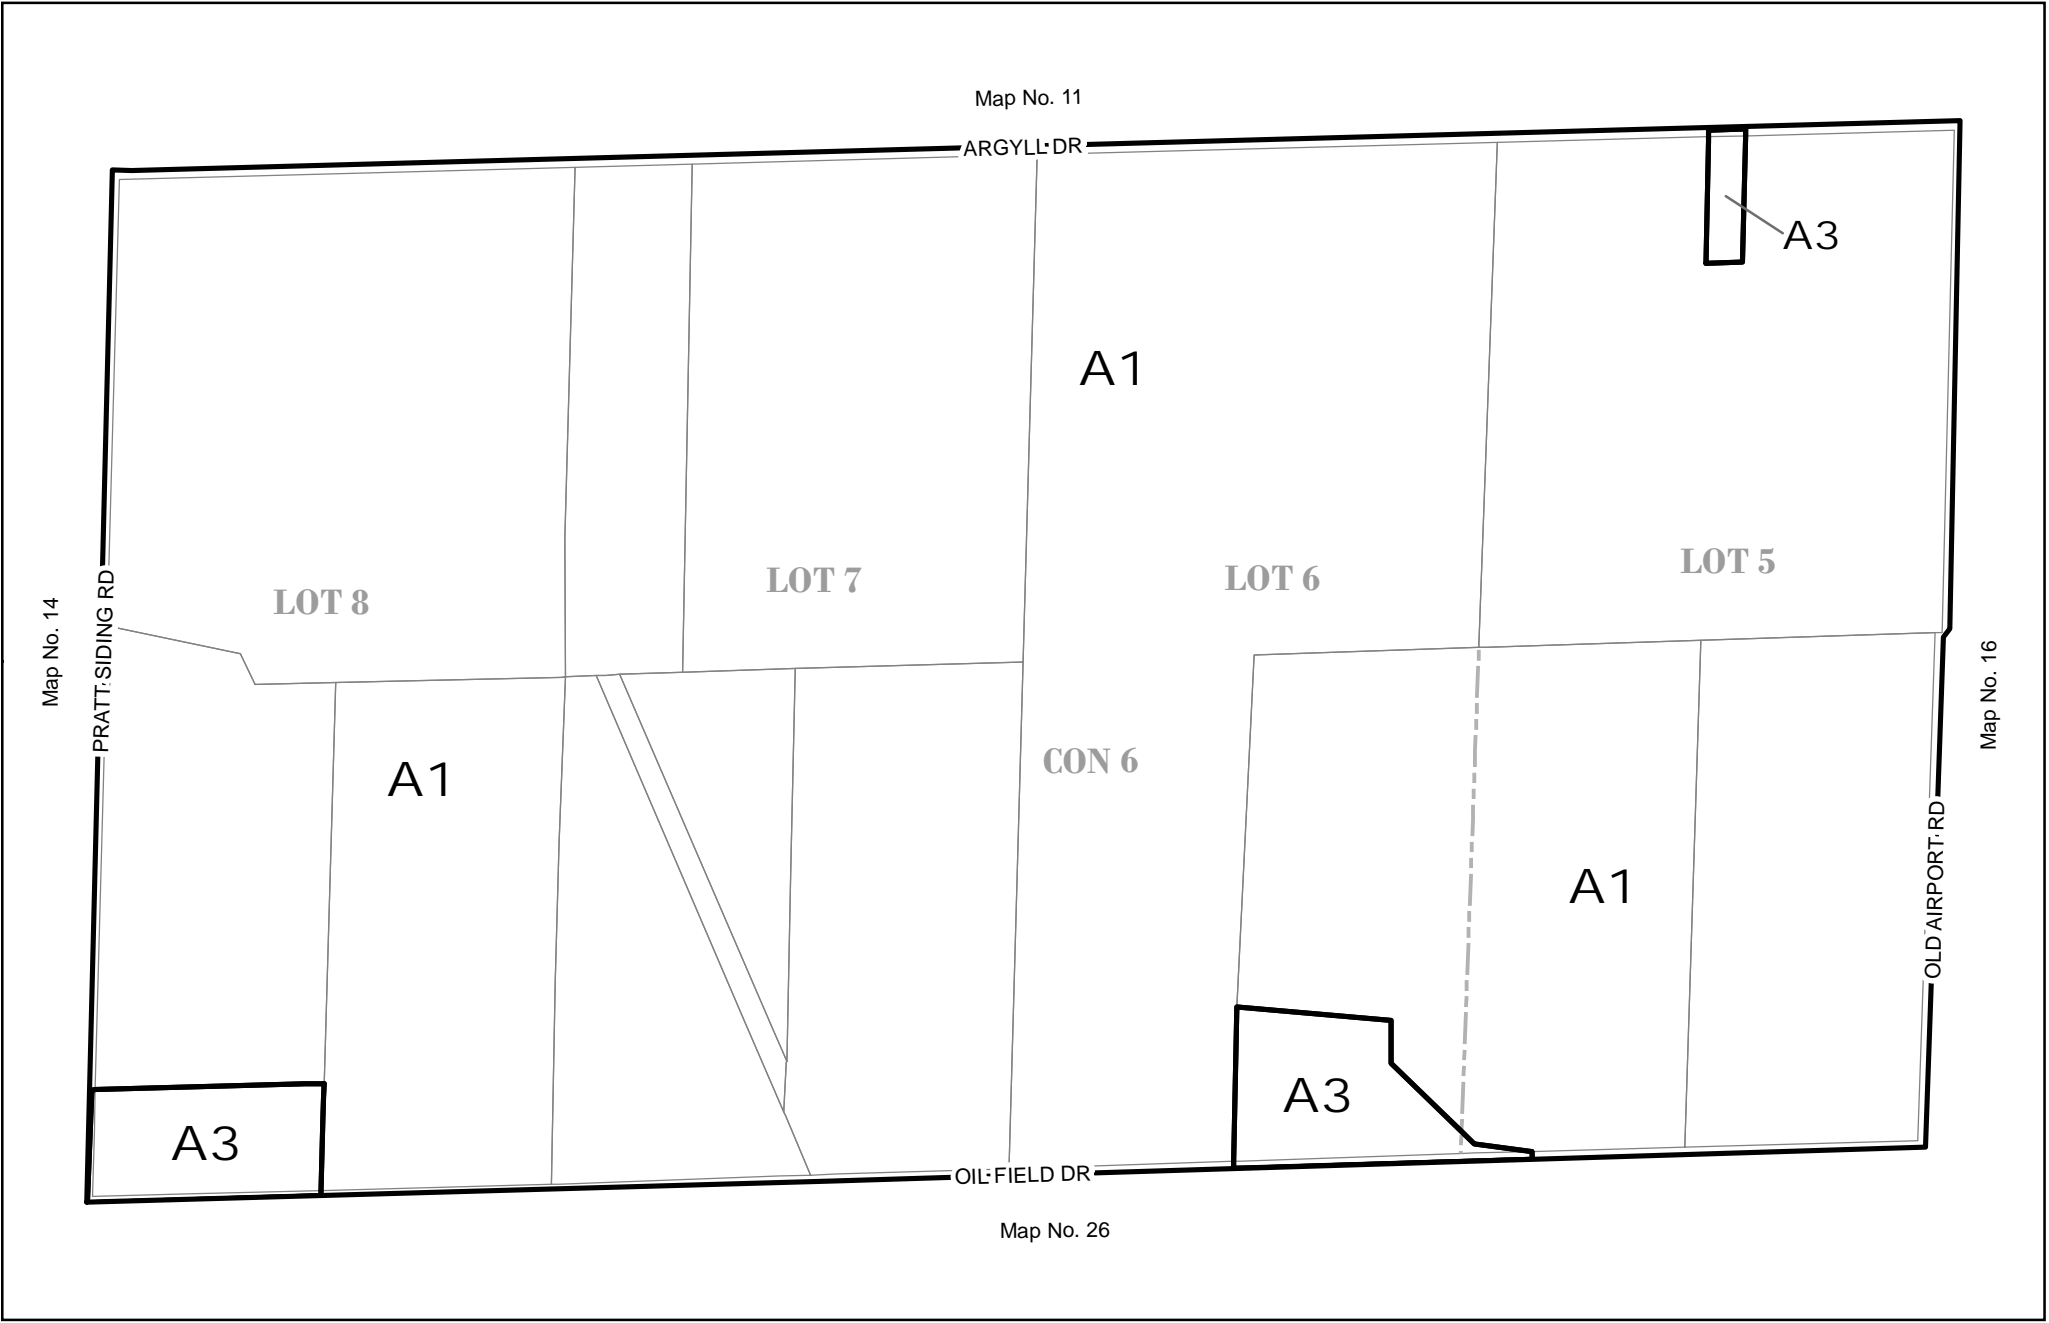 Map No. 11
ARGYLL DR
A3
A1
LOT 5
LOT 6
LOT 7
LOT 8
Map No. 14
PRATT SIDING RD
Map No. 16
CON 6
A1
A1
OLD AIRPORT RD
A3
A3
OIL FIELD DR
Map No. 26